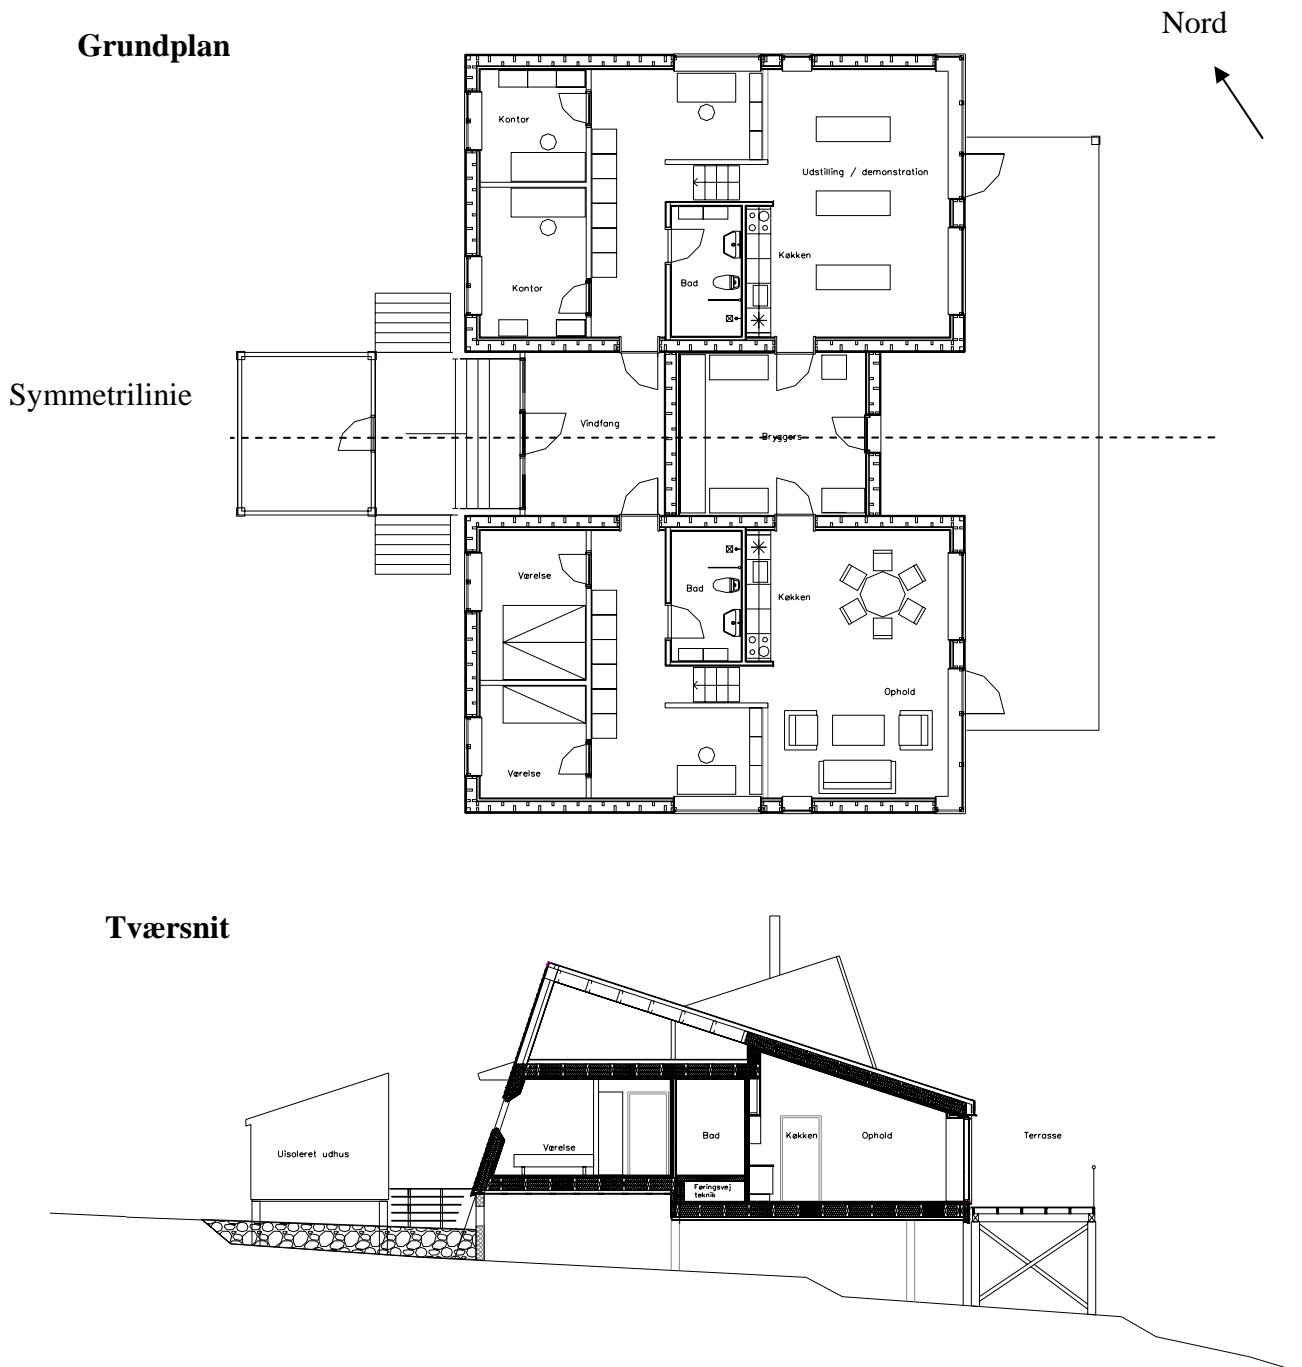 Nord
Grundplan
Kontor
Udstilling / demonstration
Køkken
Bad
Kontor
Symmetrilinie
Vindfang
Bryggers
Værelse
Bad
Køkken
Ophold
Værelse
Tværsnit
Uisoleret udhus
Værelse
Bad
Køkken
Ophold
Terrasse
Føringsvej
teknik